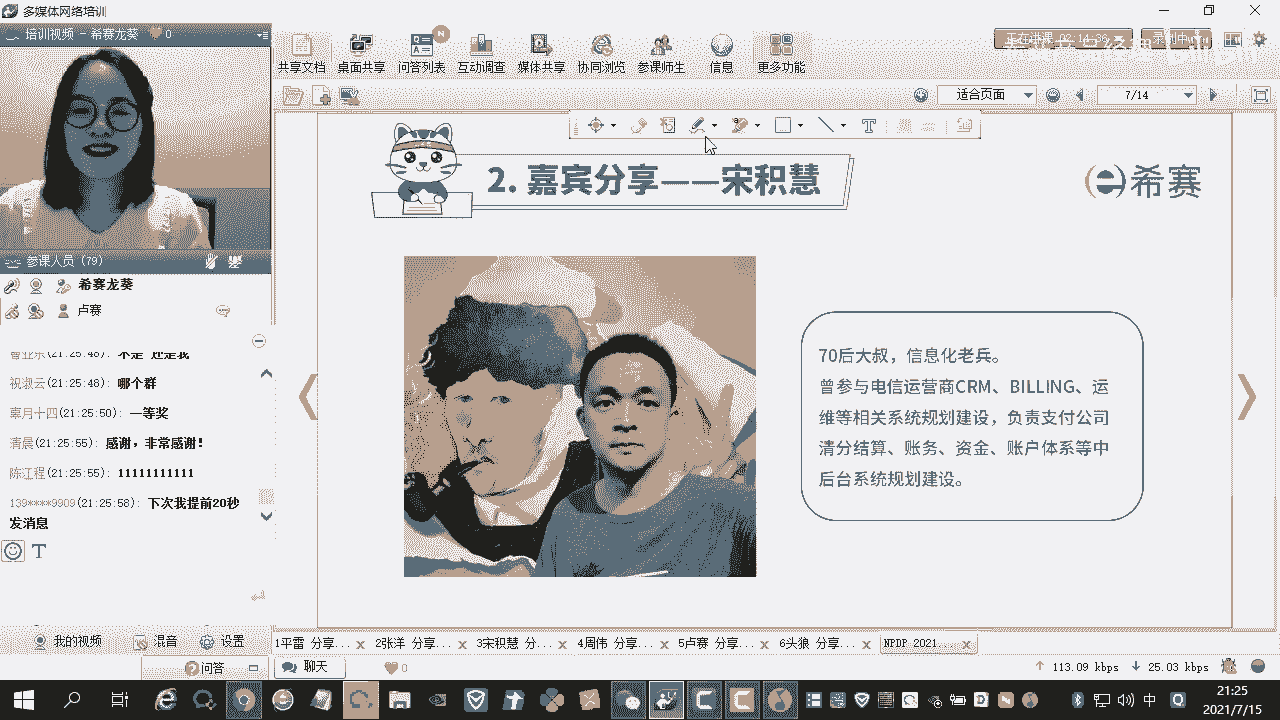 多媒体网络培训
培训视频 - 希赛龙葵 0
共享文档 桌面共享 问答列表 互动调查 媒体共享 协同浏览 参课师生 信息 更多功能
N
适合页面
7/14
2. 嘉宾分享——宋积慧
希赛
70后大叔，信息化老兵。
曾参与电信运营商CRM、BILLING、运
维等相关系统规划建设，负责支付公司
清分结算、账务、资金、账户体系等中
后台系统规划建设。
参课人员 (79)
希赛龙葵
卢赛
祝淑云(21:25:48): 哪个群
(21:25:50): 一等奖
(21:25:55): 感谢，非常感谢!
陈江程(21:25:55): 11111111111
139****9909(21:25:58): 下次我提前20秒
发消息
我的视频 混音 设置
问答
1平雷 分享... 2张洋 分享... 3宋积慧 分... 4周伟 分享... 5卢赛 分享... 6头狼 分享... NPDP 2021...
聊天 0
113.09 kbps 25.03 kbps
中
21:25
2021/7/15